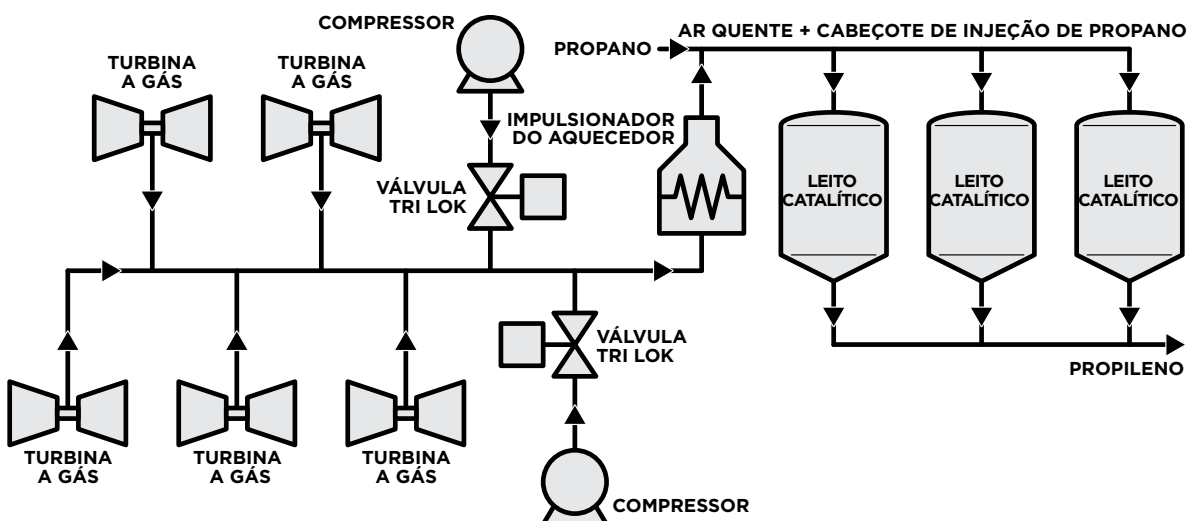 COMPRESSOR
AR QUENTE + CABEÇOTE DE INJEÇÃO DE PROPANO
PROPANO
TURBINA
A GÁS
TURBINA
A GÁS
IMPULSIONADOR
DO AQUECEDOR
VÁLVULA
TRI LOK
LEITO
CATALÍTICO
LEITO
CATALÍTICO
LEITO
CATALÍTICO
VÁLVULA
TRI LOK
PROPILENO
TURBINA
A GÁS
TURBINA
A GÁS
TURBINA
A GÁS
COMPRESSOR